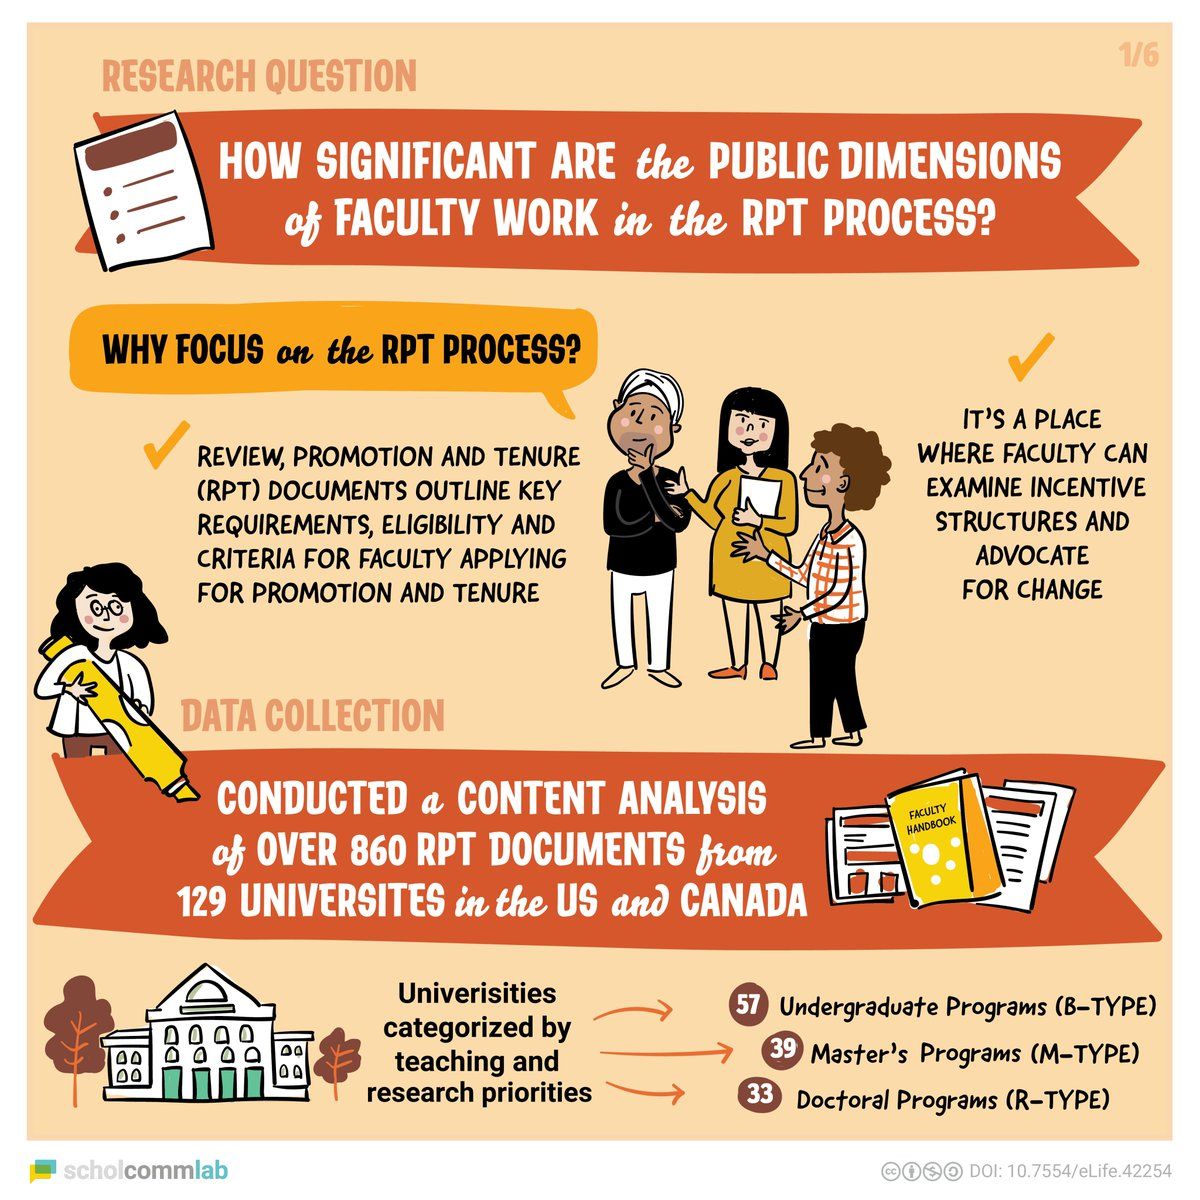 1/6
RESEARCH QUESTION
HOW SIGNIFICANT ARE the PUBLIC DIMENSIONS
of FACULTY WORK in the RPT PROCESS?
WHY FOCUS on the RPT PROCESS?
REVIEW, PROMOTION AND TENURE
(RPT) DOCUMENTS OUTLINE KEY
REQUIREMENTS, ELIGIBILITY AND
CRITERIA FOR FACULTY APPLYING
FOR PROMOTION AND TENURE
IT'S A PLACE
WHERE FACULTY CAN
EXAMINE INCENTIVE
STRUCTURES AND
ADVOCATE
FOR CHANGE
DATA COLLECTION
CONDUCTED a CONTENT ANALYSIS
of OVER 860 RPT DOCUMENTS from
129 UNIVERSITES in the US and CANADA
FACULTY
HANDBOOK
Univerisities
categorized by
teaching and
research priorities
57 Undergraduate Programs (B-TYPE)
39 Master's Programs (M-TYPE)
33 Doctoral Programs (R-TYPE)
scholcommlab
DOI: 10.7554/eLife.42254